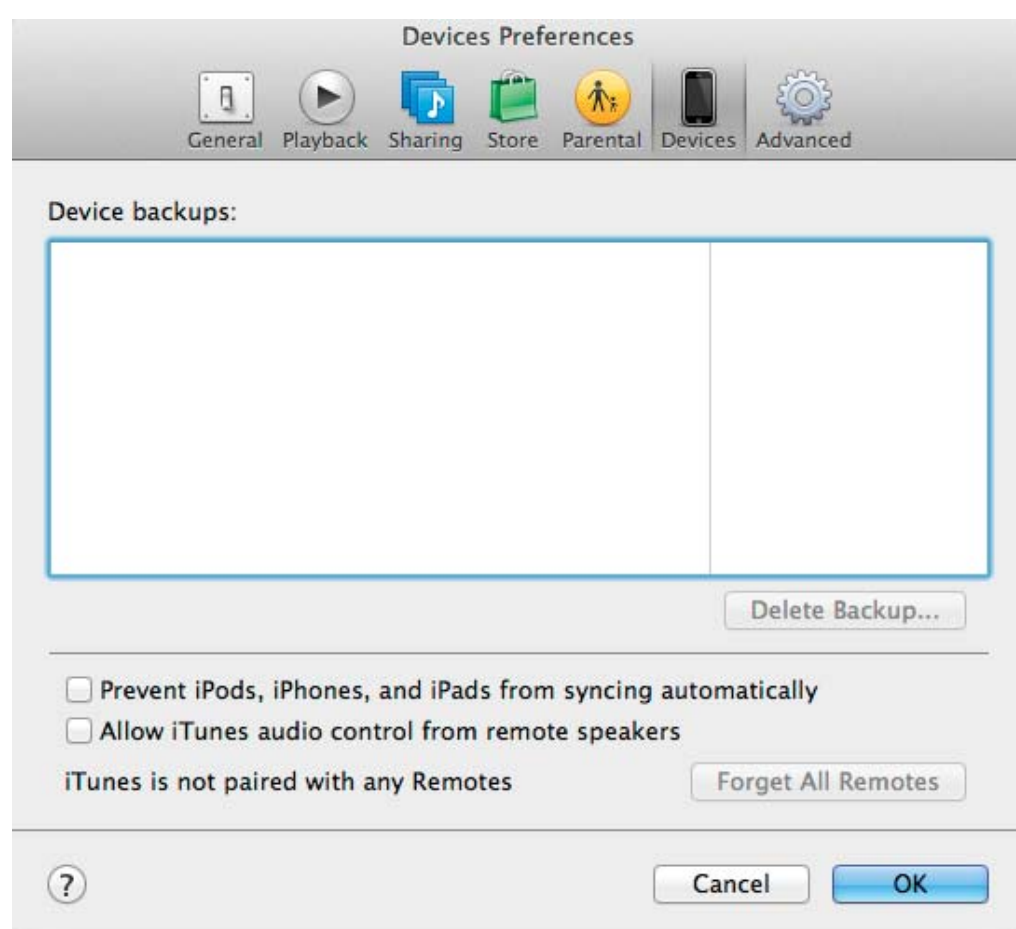 Devices Preferences
General Playback Sharing Store Parental Devices Advanced
Device backups:
Delete Backup...
Prevent iPods, iPhones, and iPads from syncing automatically
Allow iTunes audio control from remote speakers
iTunes is not paired with any Remotes Forget All Remotes
? Cancel OK